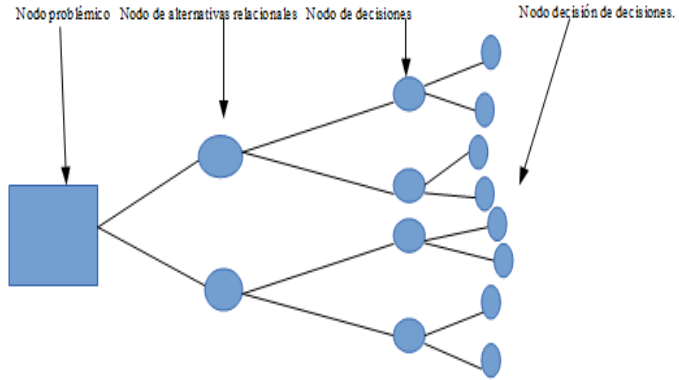 Nodo problémico
Nodo de alternativas relacionales
Nodo de decisiones
Nodo decisión de decisiones.